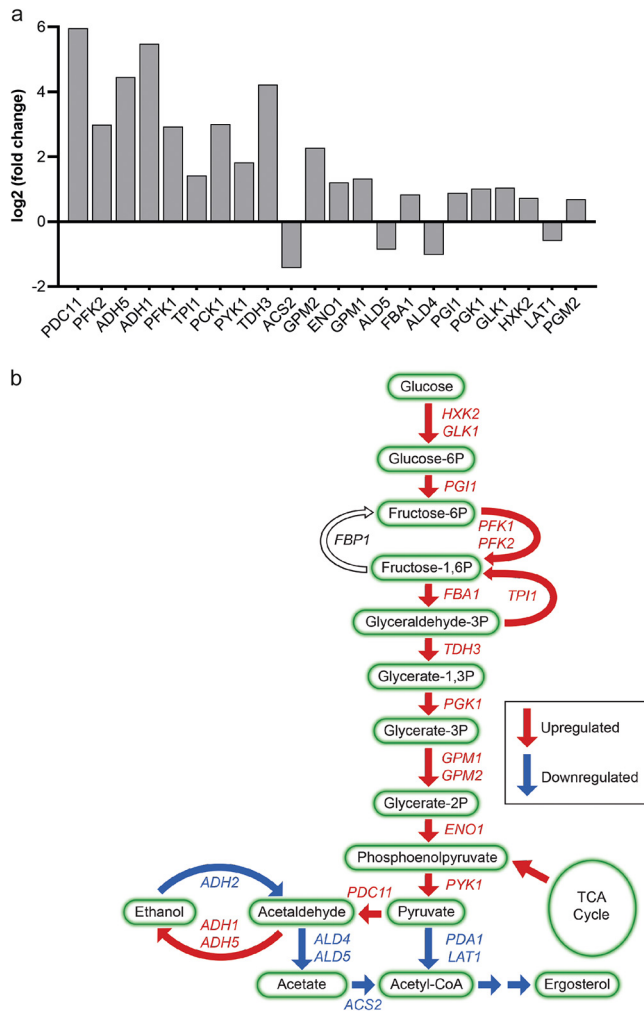 a
log2 (fold change)
6
4
2
0
-2
PDC11
PFK2
ADH5
ADH1
PFK1
TPI1
PCK1
PYK1
TDH3
ACS2
GPM2
ENO1
GPM1
ALD5
FBA1
ALD4
PGI1
PGK1
GLK1
HXK2
LAT1
PGM2
b
Glucose
HXK2
GLK1
Glucose-6P
PGI1
Fructose-6P
PFK1
PFK2
FBP1
Fructose-1,6P
FBA1
TPI1
Glyceraldehyde-3P
TDH3
Glycerate-1,3P
PGK1
Glycerate-3P
GPM1
GPM2
Glycerate-2P
ENO1
Phosphoenolpyruvate
PYK1
TCA
Cycle
Upregulated
Downregulated
PDC11
ADH2
Ethanol
Acetaldehyde
Pyruvate
ADH1
ADH5
ALD4
ALD5
PDA1
LAT1
Acetate
ACS2
Acetyl-CoA
Ergosterol